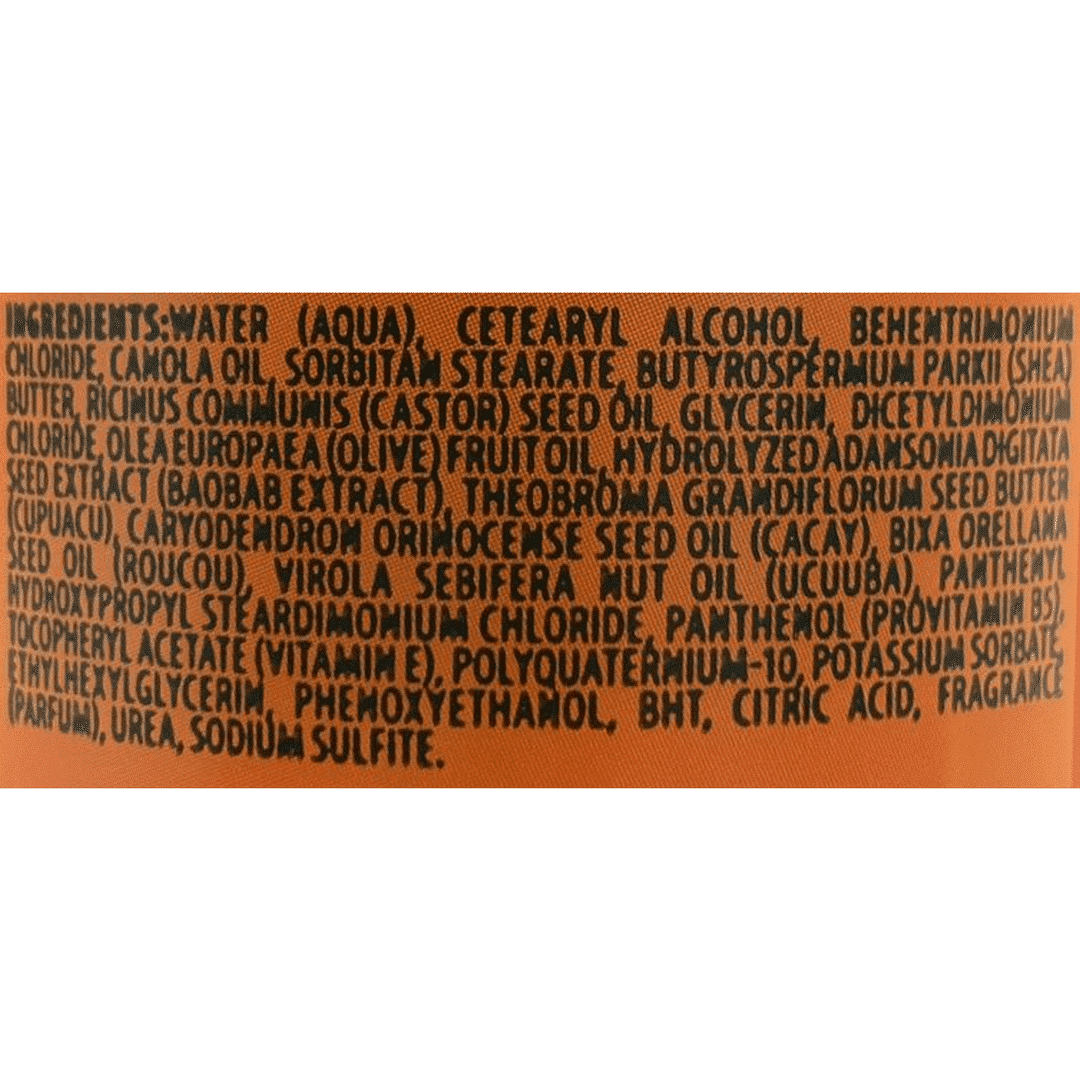 INGREDIENTS:WATER (AQUA), CETEARYL ALCOHOL, BEHENTRIMONIUM
CHLORIDE, CANOLA OIL, SORBITAN STEARATE, BUTYROSPERMUM PARKII (SHEA)
BUTTER, RICINUS COMMUNIS (CASTOR) SEED OIL, GLYCERIN, DICETYLDIMONIUM
CHLORIDE, OLEA EUROPAEA (OLIVE) FRUIT OIL, HYDROLYZED ADANSONIA DIGITATA
SEED EXTRACT (BAOBAB EXTRACT), THEOBROMA GRANDIFLORUM SEED BUTTER
(CUPUACU), CARYODENDRON ORINOCENSE SEED OIL (CACAY), BIXA ORELLANA
SEED OIL (ROUCOU), VIROLA SEBIFERA NUT OIL (UCUUBA), PANTHENYL
HYDROXYPROPYL STEARDIMONIUM CHLORIDE, PANTHENOL (PROVITAMIN B5),
TOCOPHERYL ACETATE (VITAMIN E), POLYQUATERNIUM-10, POTASSIUM SORBATE,
ETHYLHEXYLGLYCERIN, PHENOXYETHANOL, BHT, CITRIC ACID, FRAGRANCE
(PARFUM), UREA, SODIUM SULFITE.